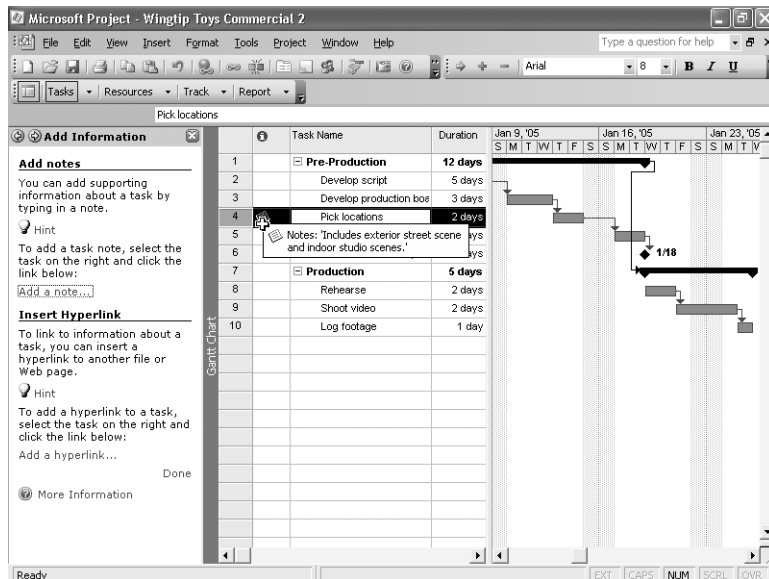 Microsoft Project - Wingtip Toys Commercial 2
File Edit View Insert Format Tools Project Window Help
Type a question for help
Arial 8 B I U
Tasks Resources Track Report
Pick locations
Add Information
Add notes
You can add supporting
information about a task by
typing in a note.
Hint
To add a task note, select the
task on the right and click the
link below:
Add a note...
Insert Hyperlink
To link to information about a
task, you can insert a
hyperlink to another file or
Web page.
Hint
To add a hyperlink to a task,
select the task on the right and
click the link below:
Add a hyperlink...
Done
More Information
Gantt Chart
Task Name Duration
1 Pre-Production 12 days
2 Develop script 5 days
3 Develop production boa 3 days
4 Pick locations 2 days
5
Notes: 'Includes exterior street scene
and indoor studio scenes.'
6
7 Production 5 days
8 Rehearse 2 days
9 Shoot video 2 days
10 Log footage 1 day
Jan 9, '05 Jan 16, '05 Jan 23, '05
S M T W T F S S M T W T F S S M T W
1/18
Ready
EXT CAPS NUM SCRL OVR